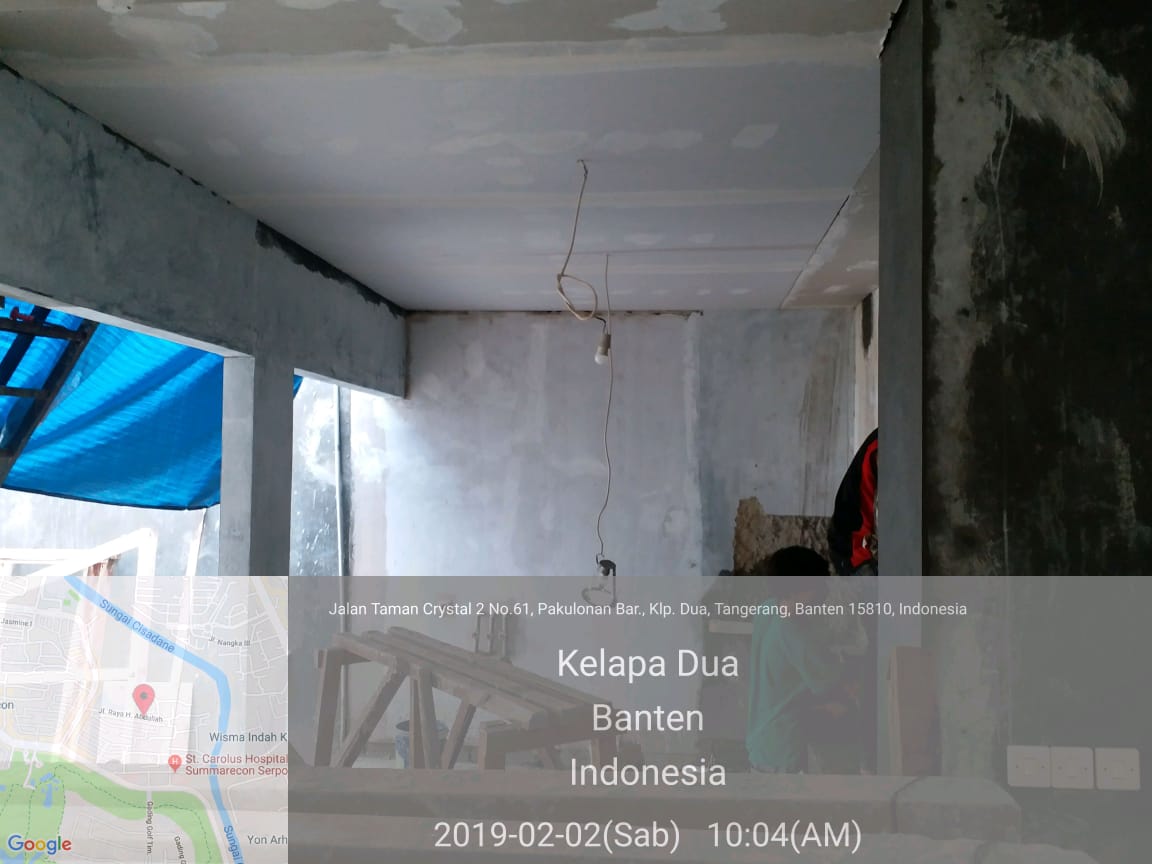 Jalan Taman Crystal 2 No.61, Pakulonan Bar., Klp. Dua, Tangerang, Banten 15810, Indonesia
Kelapa Dua
Banten
Indonesia
2019-02-02(Sab) 10:04(AM)
Jasmine I
Sungai Cisadane
Jl. Nangka III
Jl. Raya H. Abdullah
Wisma Indah K
St. Carolus Hospital
Summarecon Serpo
Gading Golf Tim.
Gading G
Sungai
Yon Arh
Google